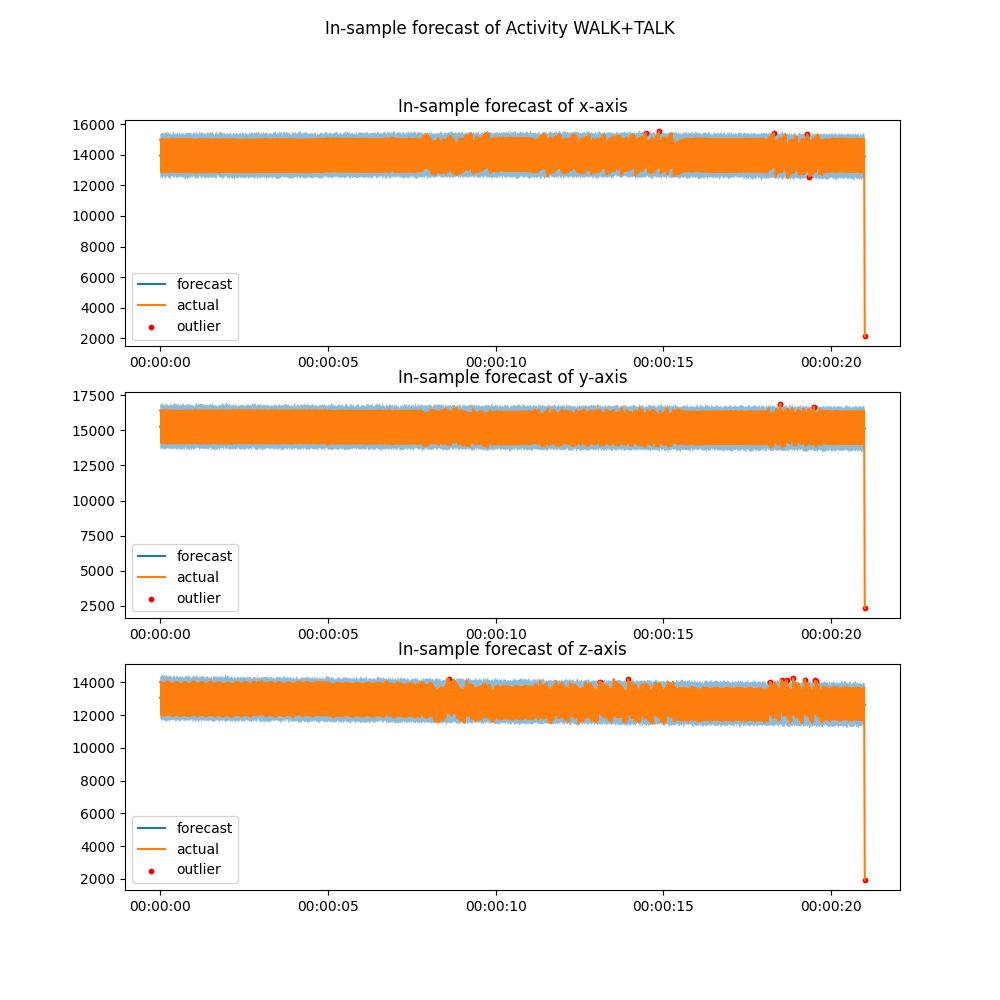 In-sample forecast of Activity WALK+TALK
In-sample forecast of x-axis
16000
14000
12000
10000
8000
6000
4000
2000
forecast
actual
outlier
00:00:00 00:00:05 00:00:10 00:00:15 00:00:20
In-sample forecast of y-axis
17500
15000
12500
10000
7500
5000
2500
forecast
actual
outlier
00:00:00 00:00:05 00:00:10 00:00:15 00:00:20
In-sample forecast of z-axis
14000
12000
10000
8000
6000
4000
2000
forecast
actual
outlier
00:00:00 00:00:05 00:00:10 00:00:15 00:00:20